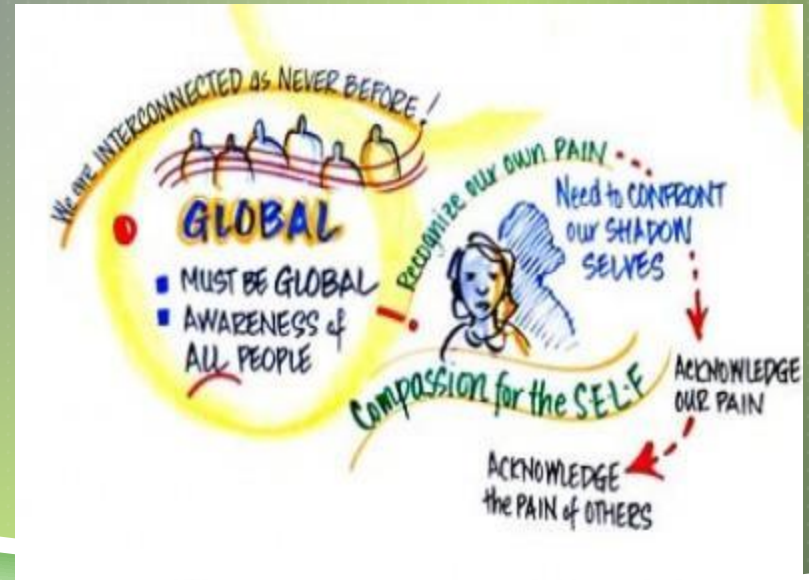 We are INTERCONNECTED as NEVER BEFORE!
GLOBAL
MUST BE GLOBAL
AWARENESS of
ALL PEOPLE
Recognize our own PAIN
Need to CONFRONT
our SHADOW
SELVES
Compassion for the SELF
ACKNOWLEDGE
OUR PAIN
ACKNOWLEDGE
the PAIN of OTHERS